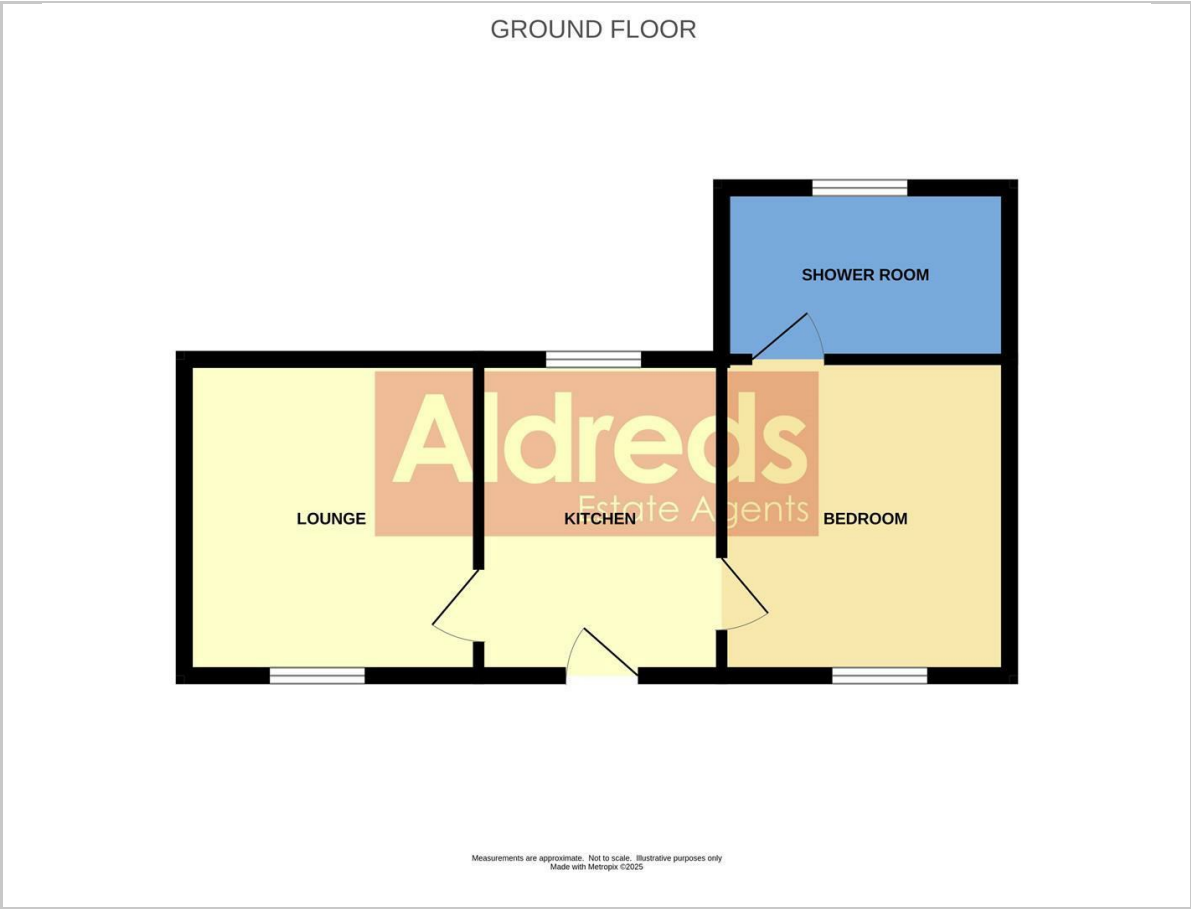 GROUND FLOOR
SHOWER ROOM
Aldreds
Estate Agents
LOUNGE
KITCHEN
BEDROOM
Measurements are approximate. Not to scale. Illustrative purposes only
Made with Metropix ©2025